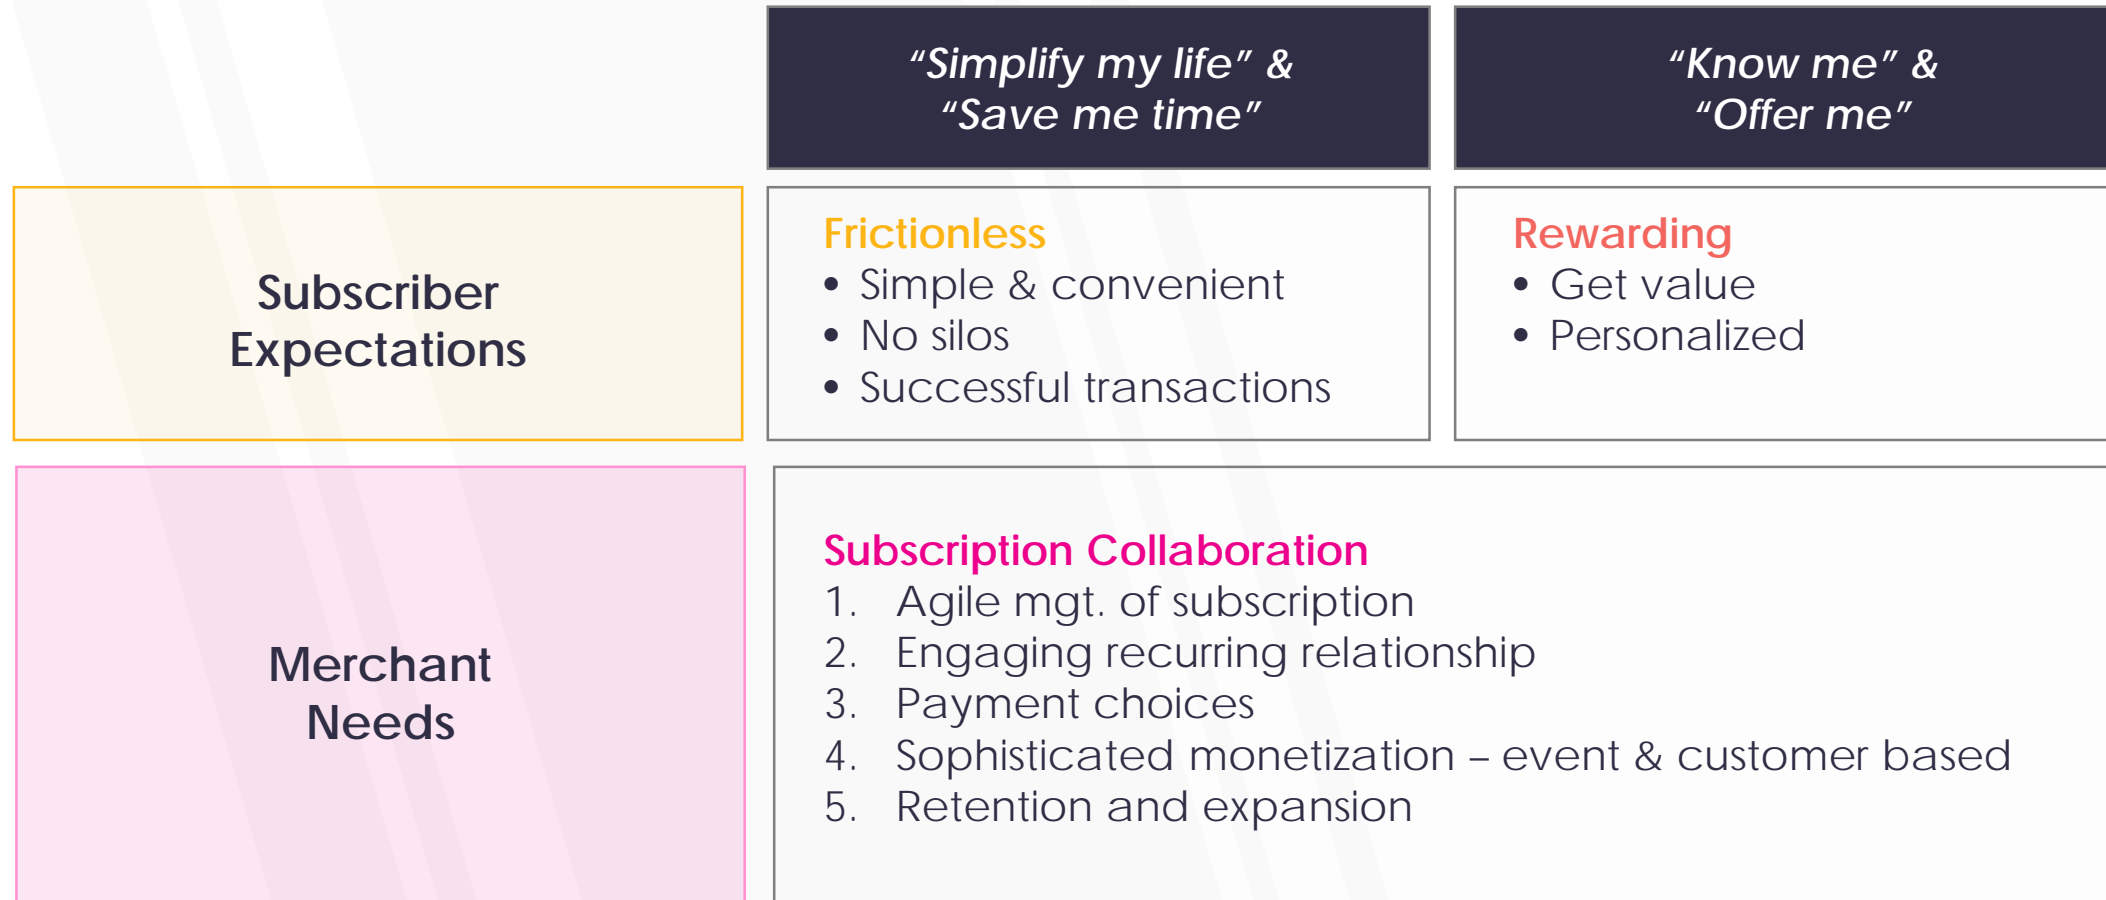 “Simplify my life” &
“Save me time”
“Know me” &
“Offer me”
Subscriber
Expectations
Frictionless
• Simple & convenient
• No silos
• Successful transactions
Rewarding
• Get value
• Personalized
Merchant
Needs
Subscription Collaboration
1. Agile mgt. of subscription
2. Engaging recurring relationship
3. Payment choices
4. Sophisticated monetization – event & customer based
5. Retention and expansion